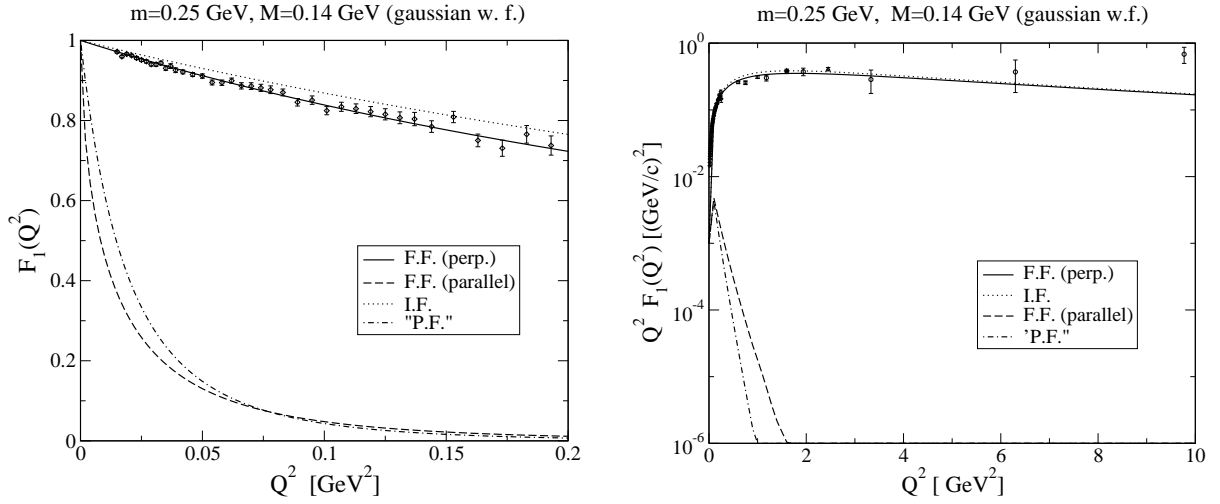 m=0.25 GeV, M=0.14 GeV (gaussian w. f.)
1
0.8
0.6
0.4
0.2
0
F₁(Q²)
F.F. (perp.)
F.F. (parallel)
I.F.
"P.F."
0
0.05
0.1
0.15
0.2
Q² [GeV²]
m=0.25 GeV, M=0.14 GeV (gaussian w.f.)
10⁰
10⁻²
10⁻⁴
10⁻⁶
Q² F₁(Q²) [(GeV/c)²]
F.F. (perp.)
I.F.
F.F. (parallel)
'P.F."
0
2
4
6
8
10
Q² [ GeV²]